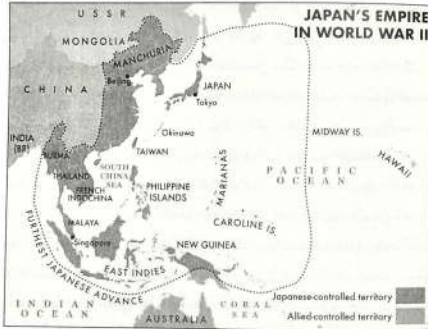 JAPAN'S EMPIRE
IN WORLD WAR II
USSR
MONGOLIA
MANCHURIA
Beijing
CHINA
JAPAN
Tokyo
Okinawa
INDIA
(BR)
BURMA
TAIWAN
MIDWAY IS.
HAWAII
THAILAND
SOUTH
CHINA
SEA
FRENCH
INDOCHINA
PHILIPPINE
ISLANDS
MARIANAS
PACIFIC
OCEAN
MALAYA
Singapore
CAROLINE IS.
NEW GUINEA
EAST INDIES
FURTHEST JAPANESE ADVANCE
INDIAN
OCEAN
AUSTRALIA
CORAL
SEA
Japanese-controlled territory
Allied-controlled territory